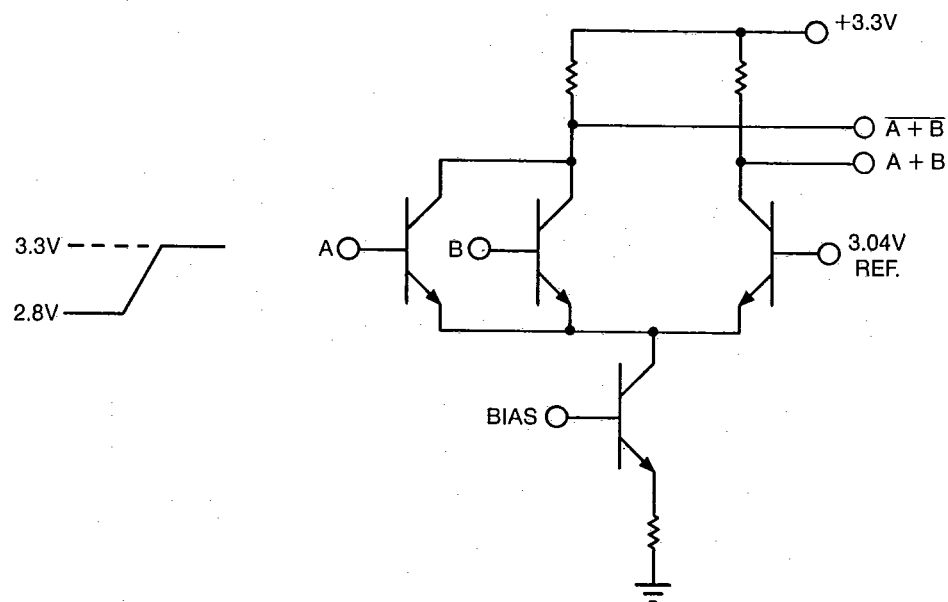 +3.3V
A + B
A + B
3.3V
2.8V
A
B
3.04V
REF.
BIAS